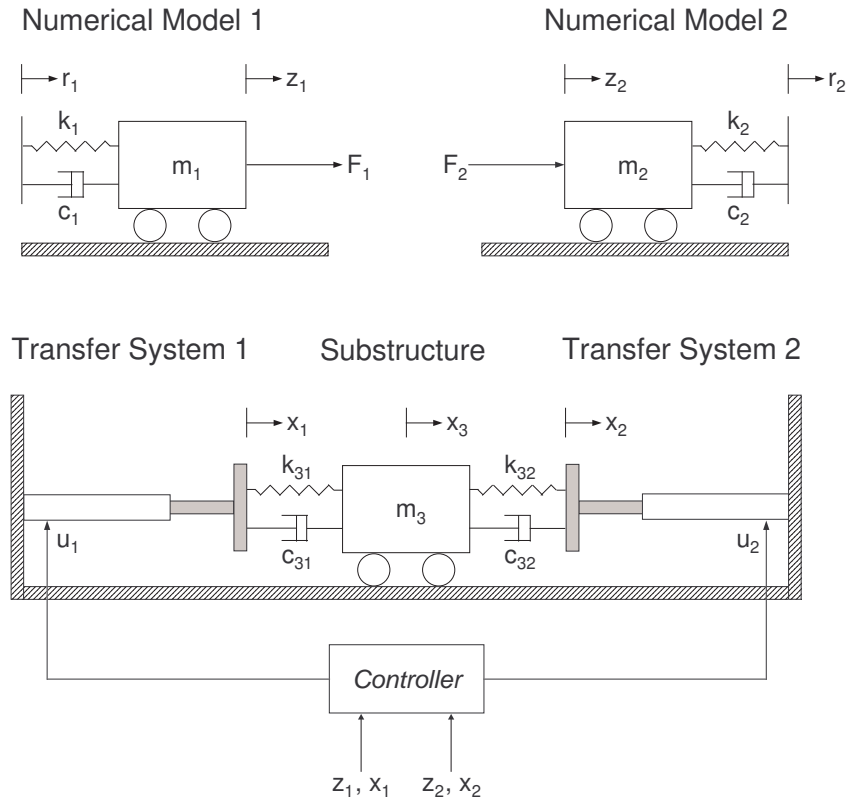 Numerical Model 1
Numerical Model 2
r₁
z₁
z₂
r₂
k₁
k₂
m₁
F₁
F₂
m₂
c₁
c₂
Transfer System 1
Substructure
Transfer System 2
x₁
x₃
x₂
k₃₁
k₃₂
m₃
u₁
c₃₁
c₃₂
u₂
Controller
z₁, x₁
z₂, x₂